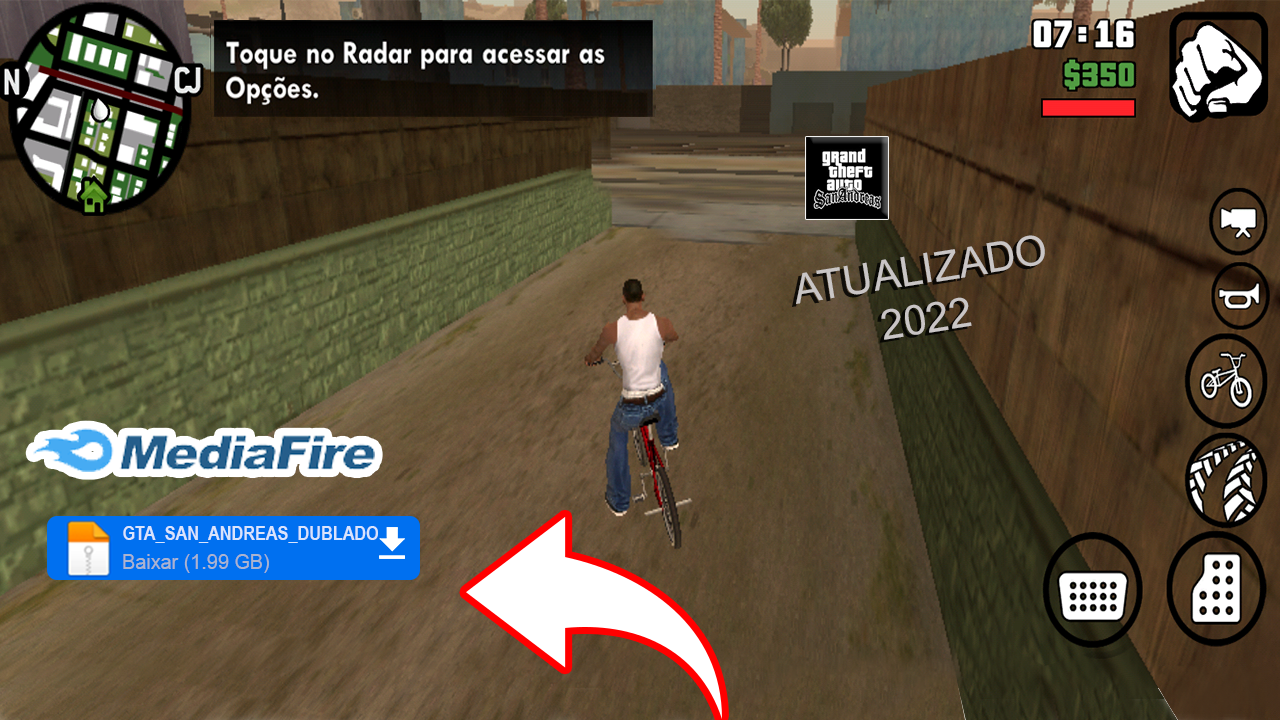 N
CJ
Toque no Radar para acessar as
Opções.
07:16
$350
grand
theft
auto
San Andreas
ATUALIZADO
2022
MediaFire
GTA_SAN_ANDREAS_DUBLADO
Baixar (1.99 GB)